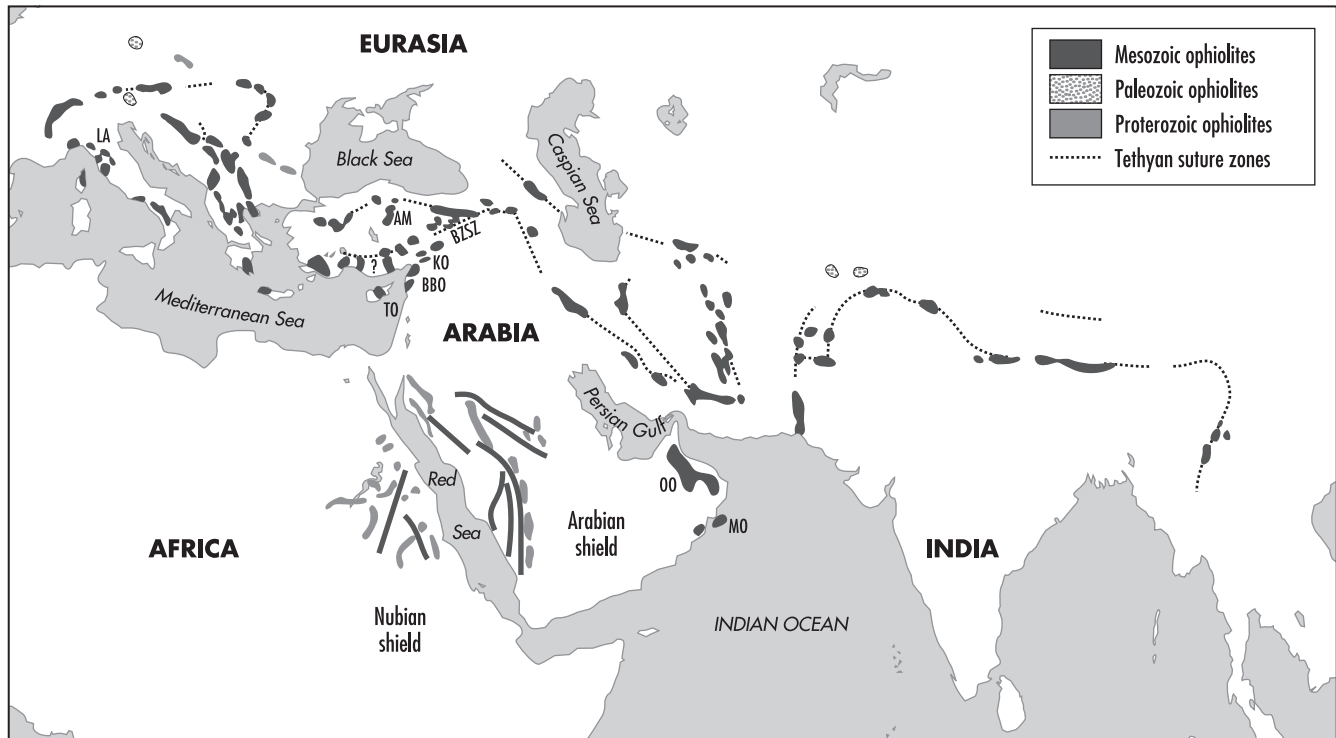 EURASIA
Mesozoic ophiolites
Paleozoic ophiolites
Proterozoic ophiolites
Tethyan suture zones
LA
Black Sea
Caspian Sea
AM
BZSZ
?
KO
BBO
TO
Mediterranean Sea
ARABIA
Persian Gulf
Red
Sea
OO
MO
Arabian
shield
AFRICA
INDIA
Nubian
shield
INDIAN OCEAN